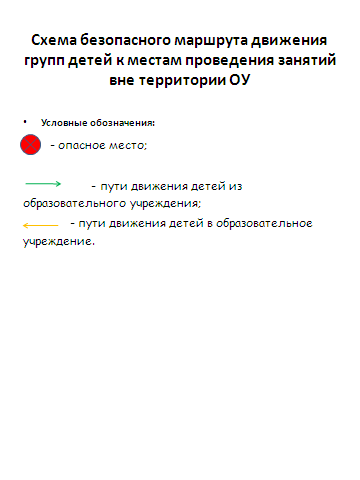 Схема безопасного маршрута движения
групп детей к местам проведения занятий
вне территории ОУ
• Условные обозначения:
- опасное место;
- пути движения детей из
образовательного учреждения;
- пути движения детей в образовательное
учреждение.